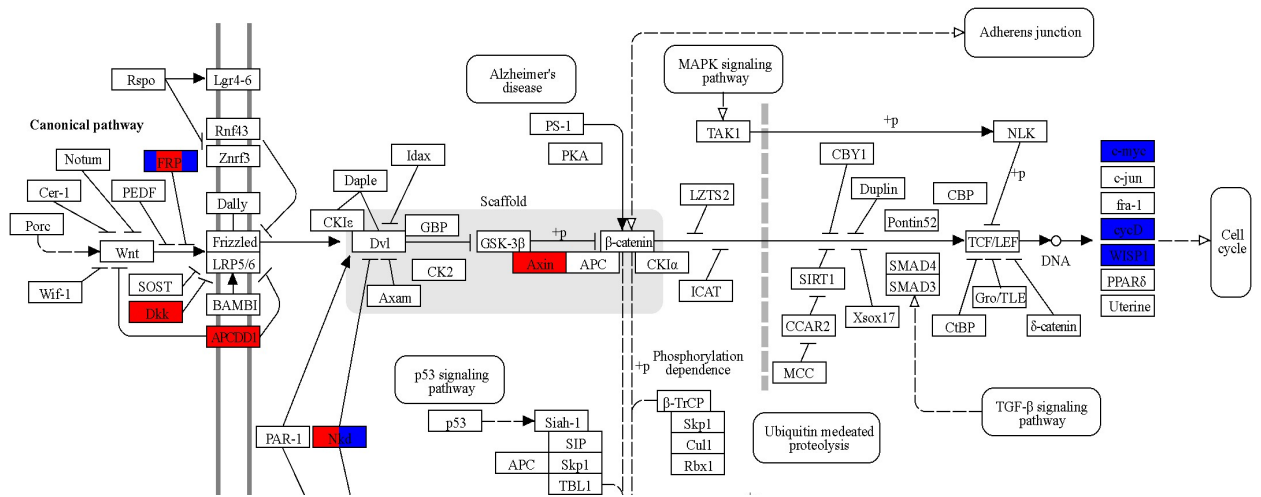 Adherens junction
MAPK signaling
pathway
Alzheimer's
disease
Rspo
Lgr4-6
Canonical pathway
Rnf43
PS-1
TAK1
+p
NLK
Notum
FRP
Znrf3
Idax
PKA
CBY1
c-myc
+p
Cer-1
PEDF
Daple
LZTS2
Duplin
CBP
c-jun
Dally
Scaffold
fra-1
Porc
CKIε
GBP
Pontin52
Wnt
Frizzled
Dvl
GSK-3β
+p
β-catenin
TCF/LEF
DNA
cycD
Cell
cycle
LRP5/6
Axin
APC
CKIα
SMAD4
WISP1
Wif-1
SOST
CK2
SIRT1
SMAD3
PPARδ
BAMBI
Axam
ICAT
Gro/TLE
Uterine
Dkk
CCAR2
Xsox17
CtBP
δ-catenin
APCDD1
MCC
Phosphorylation
dependence
+p
p53 signaling
pathway
β-TrCP
TGF-β signaling
pathway
p53
Siah-1
Skp1
Ubiquitin medeated
proteolysis
PAR-1
Nkd
SIP
Cul1
APC
Skp1
Rbx1
TBL1